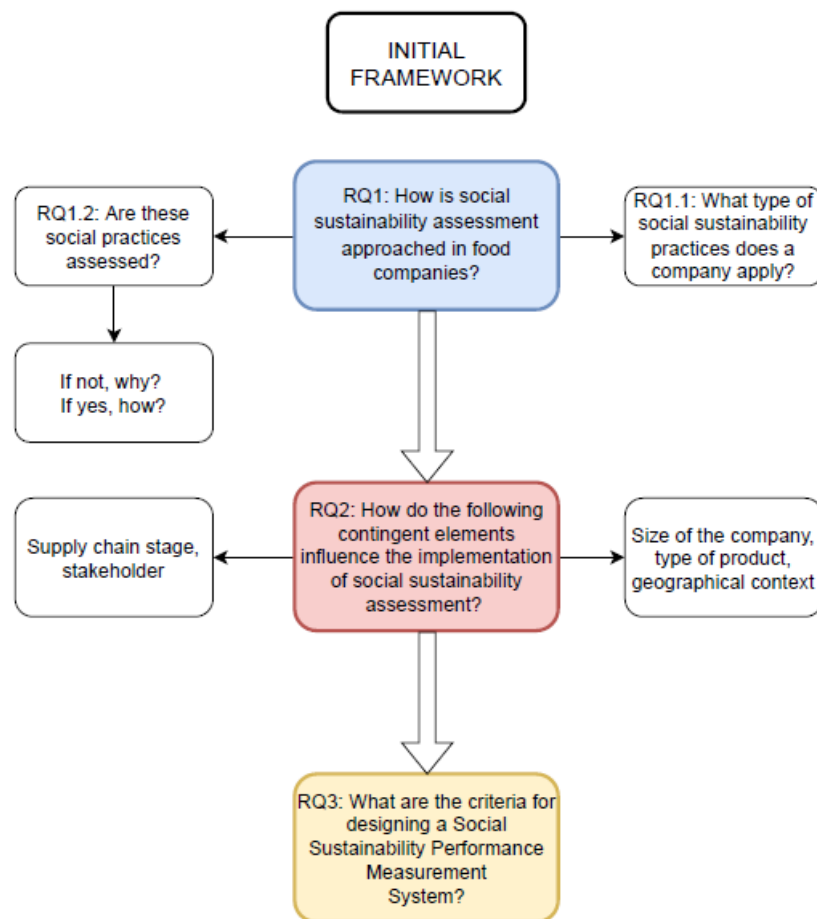 INITIAL
FRAMEWORK
RQ1.2: Are these
social practices
assessed?
RQ1: How is social
sustainability assessment
approached in food
companies?
RQ1.1: What type of
social sustainability
practices does a
company apply?
If not, why?
If yes, how?
Supply chain stage,
stakeholder
RQ2: How do the following
contingent elements
influence the implementation
of social sustainability
assessment?
Size of the company,
type of product,
geographical context
RQ3: What are the criteria for
designing a Social
Sustainability Performance
Measurement
System?